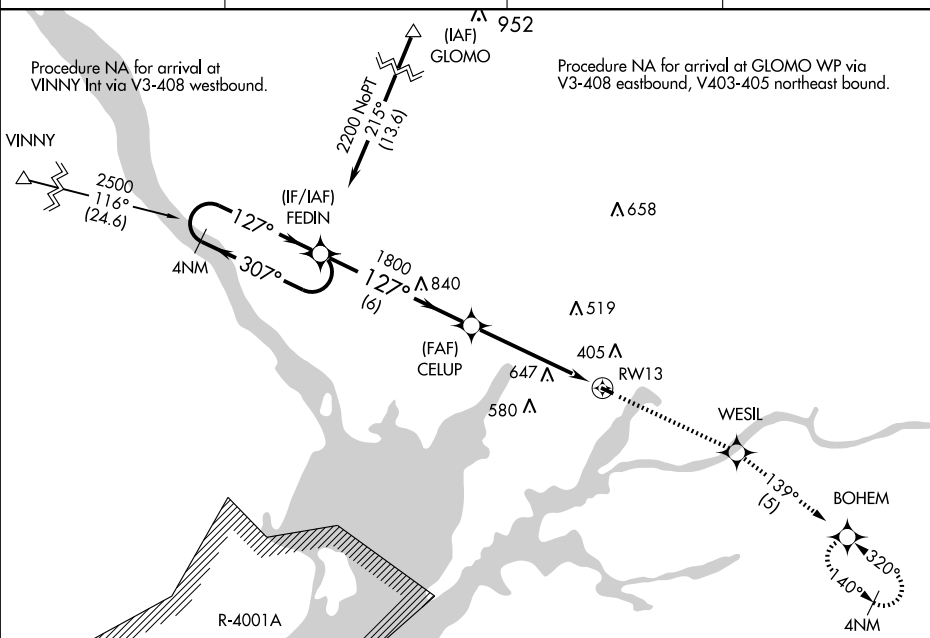 952
(IAF)
GLOMO
Procedure NA for arrival at
VINNY Int via V3-408 westbound.
Procedure NA for arrival at GLOMO WP via
V3-408 eastbound, V403-405 northeast bound.
2200 NoPT
215°
(13.6)
VINNY
2500
116°
(24.6)
(IF/IAF)
FEDIN
127°
307°
4NM
658
1800
127°
(6)
840
519
(FAF)
CELUP
405
647
RW13
580
WESIL
139°
(5)
BOHEM
320°
140°
4NM
R-4001A